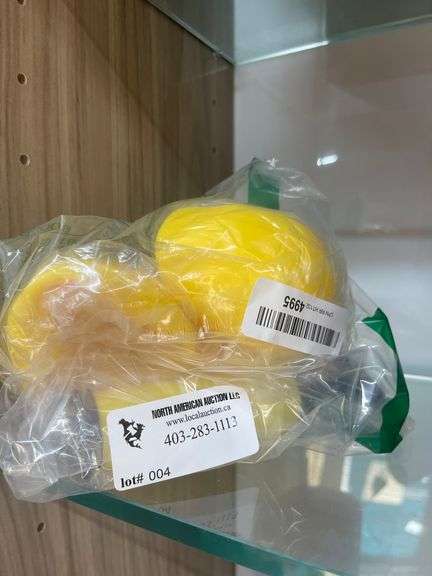 4995
NORTH AMERICAN AUCTION LLC
www.localauction.ca
403-283-1113
lot# 004